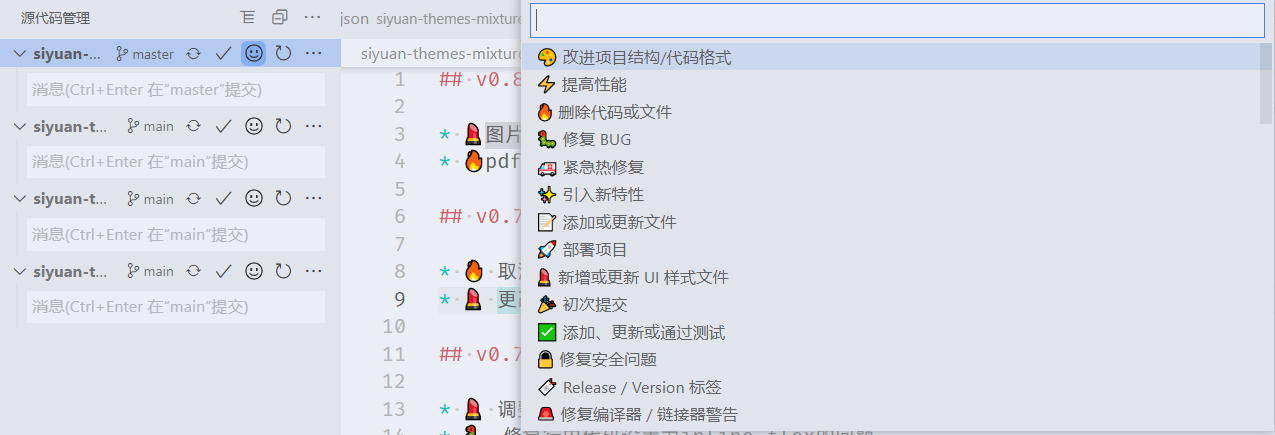 源代码管理
siyuan-... master
消息(Ctrl+Enter 在"master"提交)
siyuan-t... main
消息(Ctrl+Enter 在"main"提交)
siyuan-t... main
消息(Ctrl+Enter 在"main"提交)
siyuan-t... main
消息(Ctrl+Enter 在"main"提交)
json siyuan-themes-mixture
siyuan-themes-mixture
1 ## v0.8
2
3 * 💄图片
4 * 🔥pdf
5
6 ## v0.7
7
8 * 🔥 取
9 * 💄
10
11 ## v0.7
12
13 * 💄 调
14 * 🐛
🎨 改进项目结构/代码格式
⚡️ 提高性能
🔥 删除代码或文件
🐛 修复 BUG
🚑 紧急热修复
✨ 引入新特性
📝 添加或更新文件
🚀 部署项目
💄 新增或更新 UI 样式文件
🎉 初次提交
✅ 添加、更新或通过测试
🔒 修复安全问题
🔖 Release / Version 标签
🚨 修复编译器 / 链接器警告